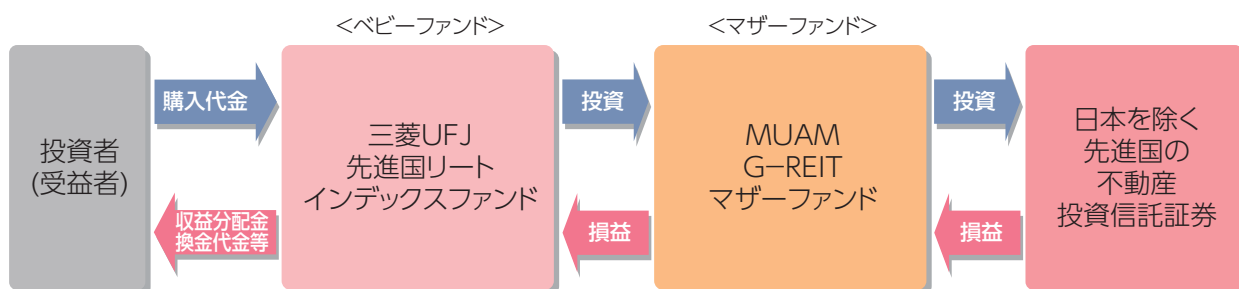 <ベビーファンド>
<マザーファンド>
投資者
(受益者)
購入代金
収益分配金
換金代金等
三菱UFJ
先進国リート
インデックスファンド
投資
損益
MUAM
G−REIT
マザーファンド
投資
損益
日本を除く
先進国の
不動産
投資信託証券